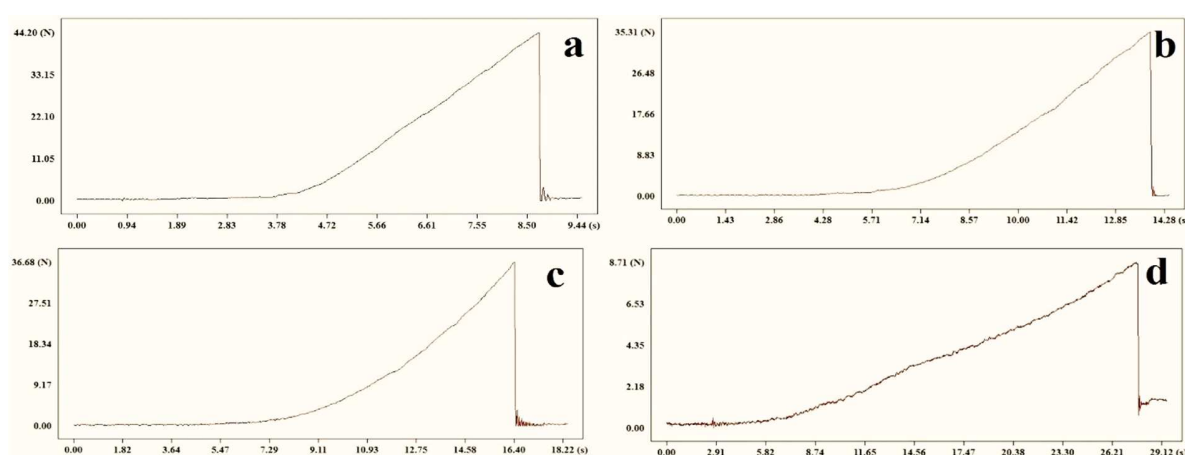 44.20 (N)
33.15
22.10
11.05
0.00
0.00 0.94 1.89 2.83 3.78 4.72 5.66 6.61 7.55 8.50 9.44 (s)
a
35.31 (N)
26.48
17.66
8.83
0.00
0.00 1.43 2.86 4.28 5.71 7.14 8.57 10.00 11.42 12.85 14.28 (s)
b
36.68 (N)
27.51
18.34
9.17
0.00
0.00 1.82 3.64 5.47 7.29 9.11 10.93 12.75 14.58 16.40 18.22 (s)
c
8.71 (N)
6.53
4.35
2.18
0.00
0.00 2.91 5.82 8.74 11.65 14.56 17.47 20.38 23.30 26.21 29.12 (s)
d